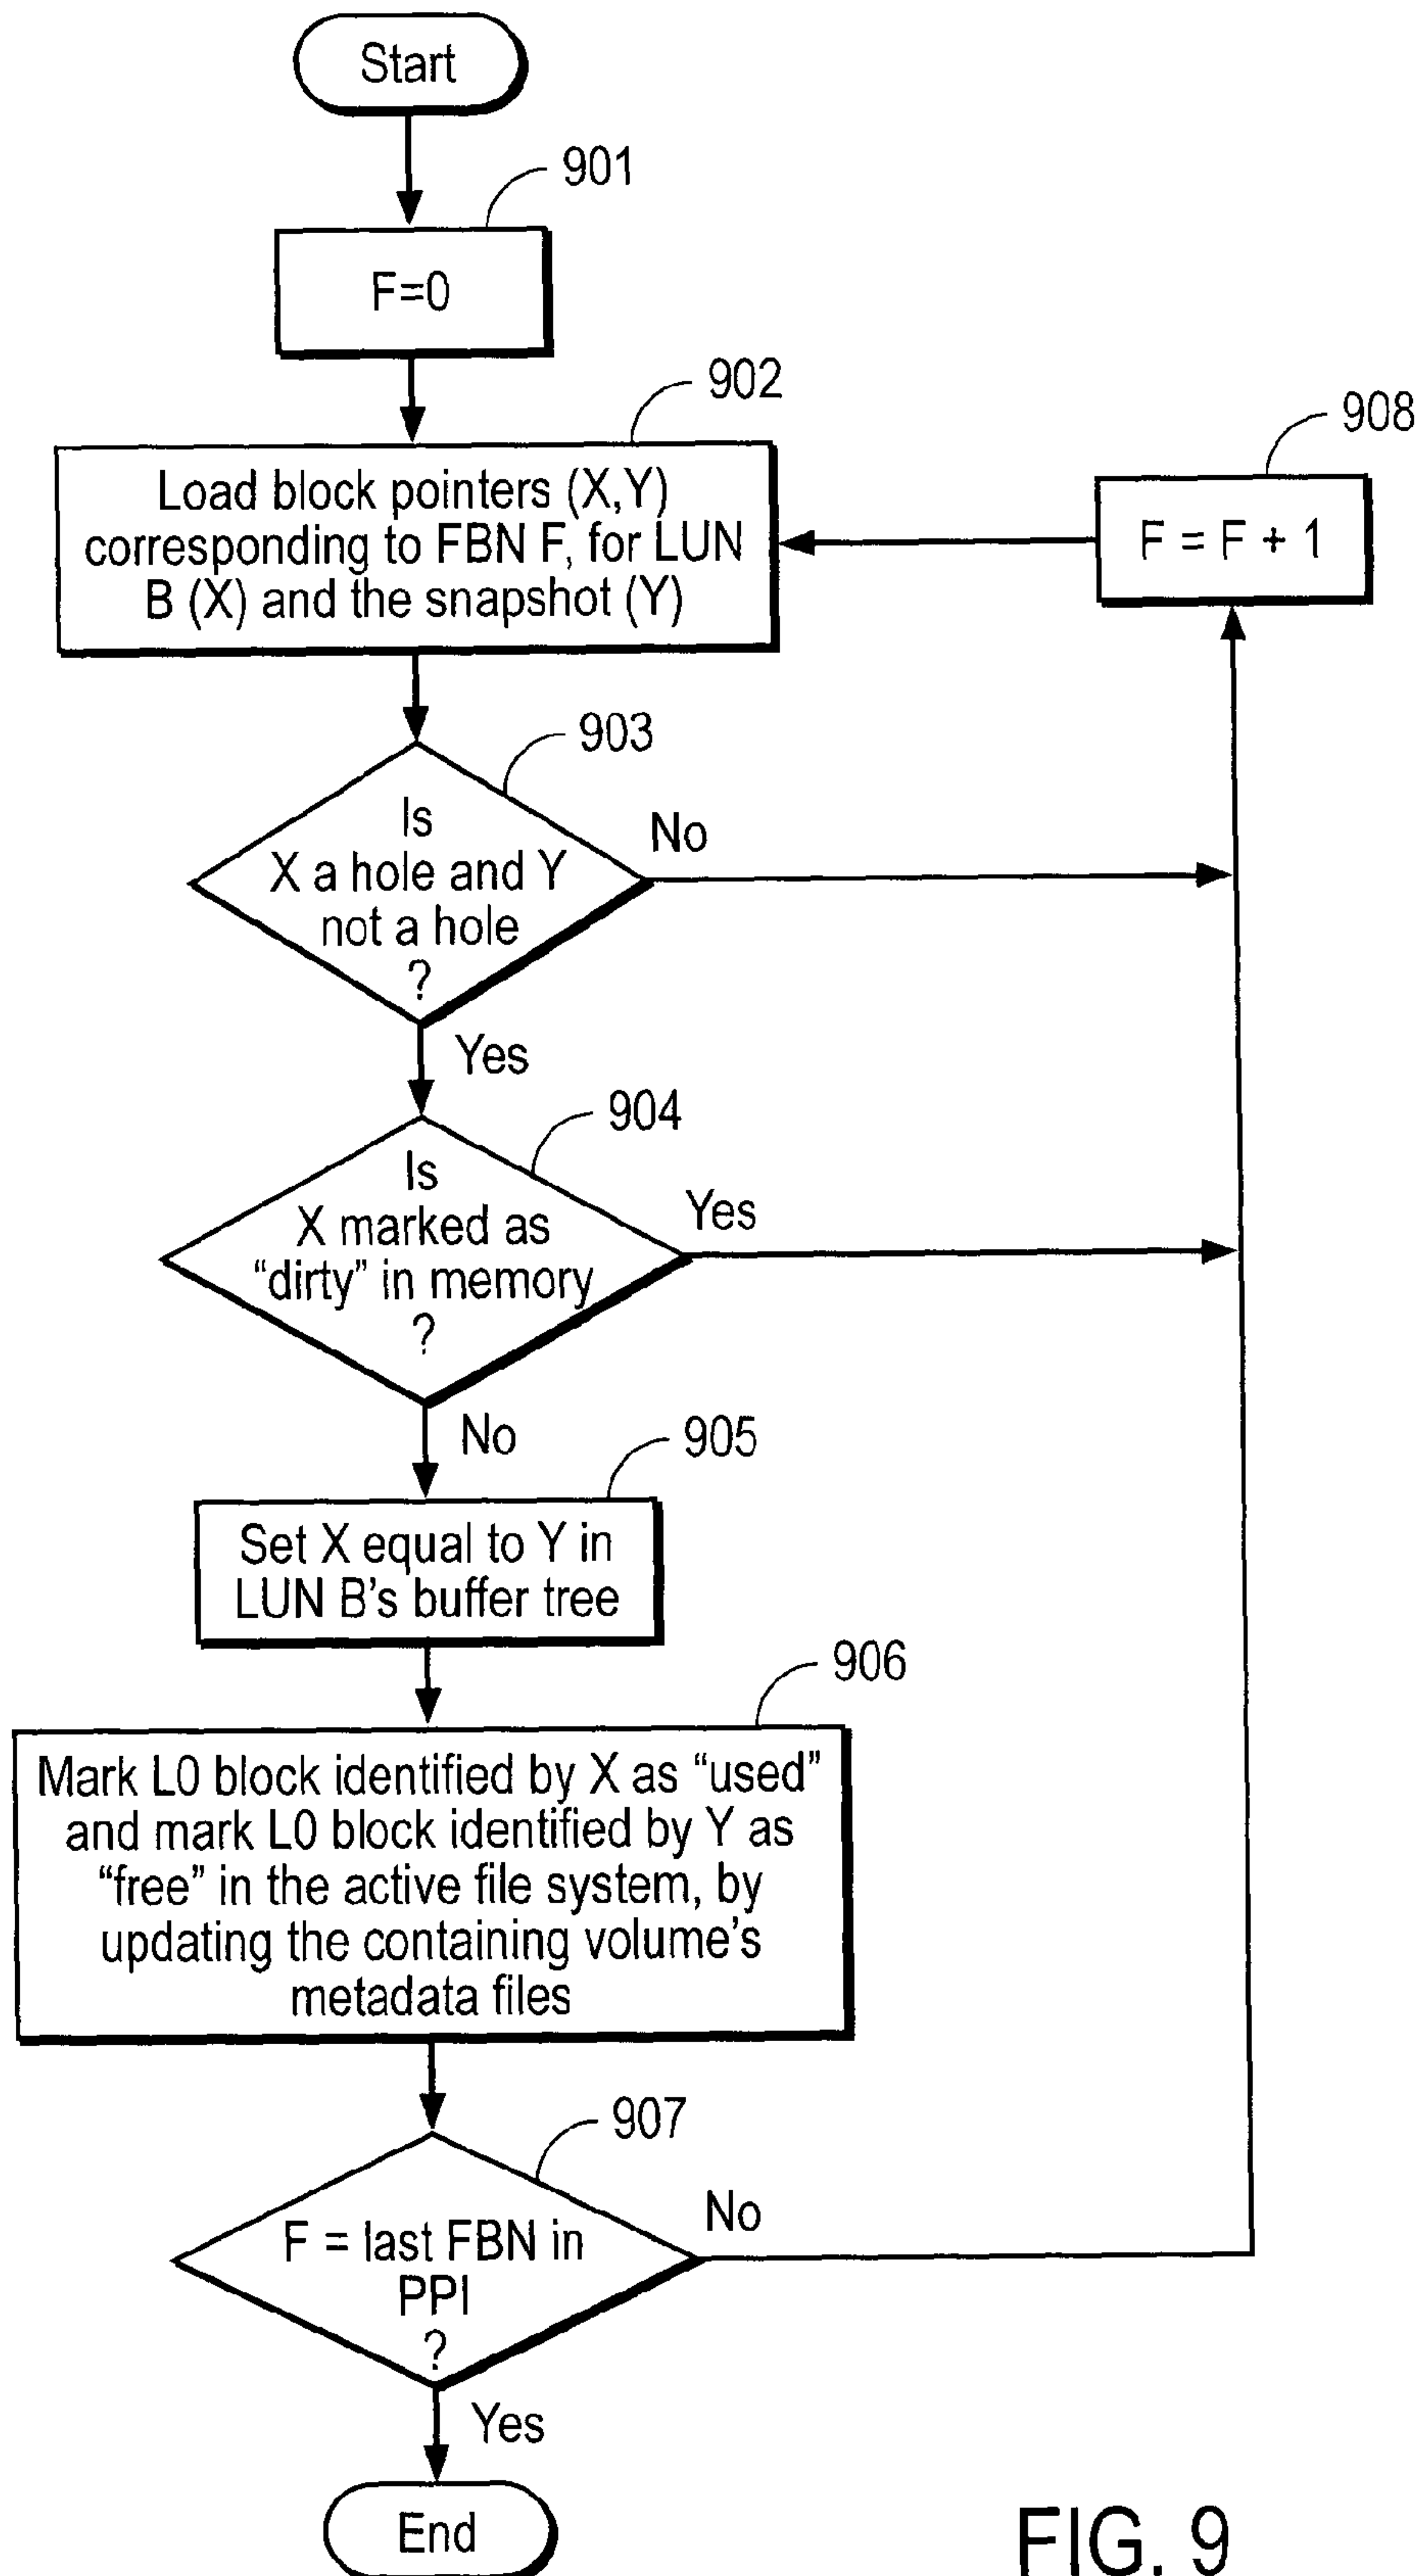 Start
901
F=0
902
Load block pointers (X,Y)
corresponding to FBN F, for LUN
B (X) and the snapshot (Y)
908
F = F + 1
903
Is
X a hole and Y
not a hole
?
No
Yes
904
Is
X marked as
“dirty” in memory
?
Yes
No
905
Set X equal to Y in
LUN B’s buffer tree
906
Mark L0 block identified by X as “used”
and mark L0 block identified by Y as
“free” in the active file system, by
updating the containing volume’s
metadata files
907
F = last FBN in
PPI
?
No
Yes
End
FIG. 9